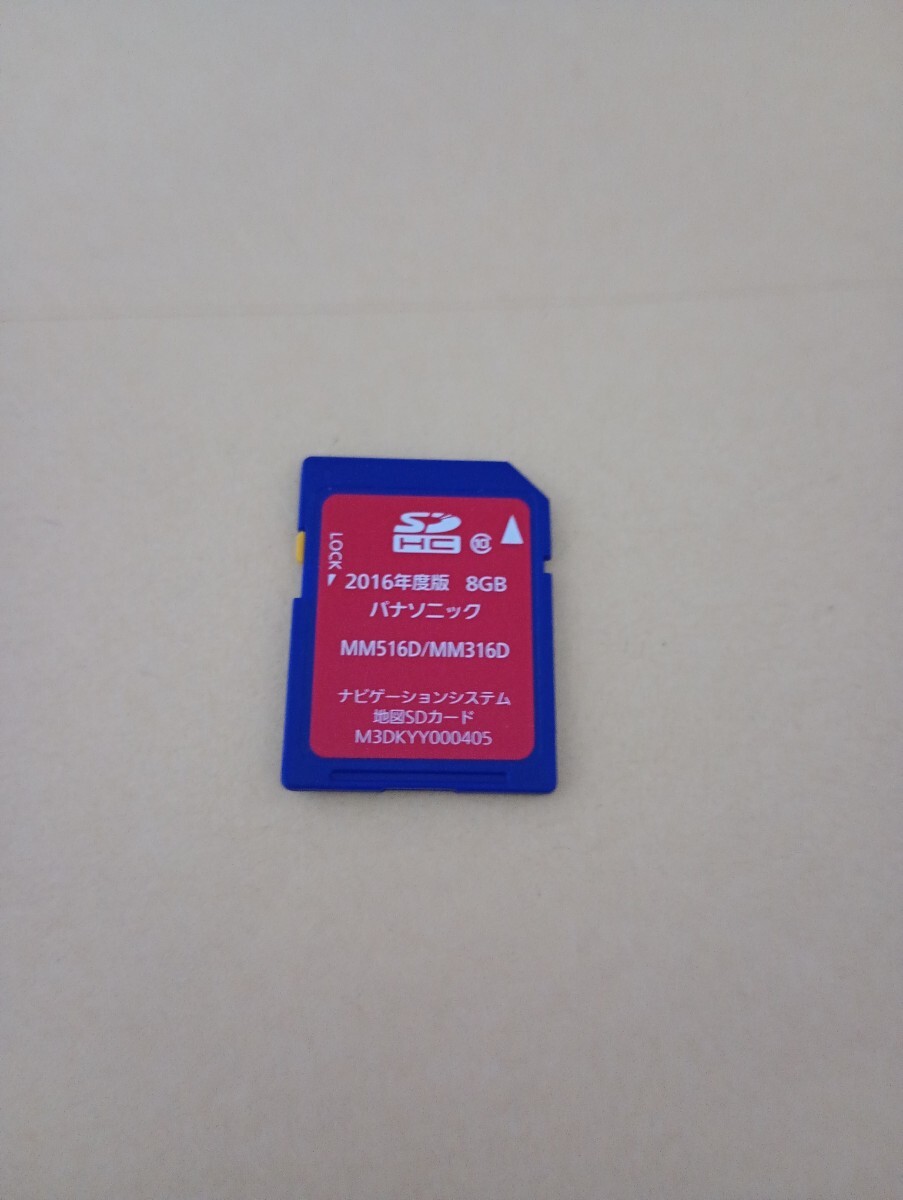 SD
HC 10
LOCK
2016年度版 8GB
パナソニック
MM516D/MM316D
ナビゲーションシステム
地図SDカード
M3DKYY000405